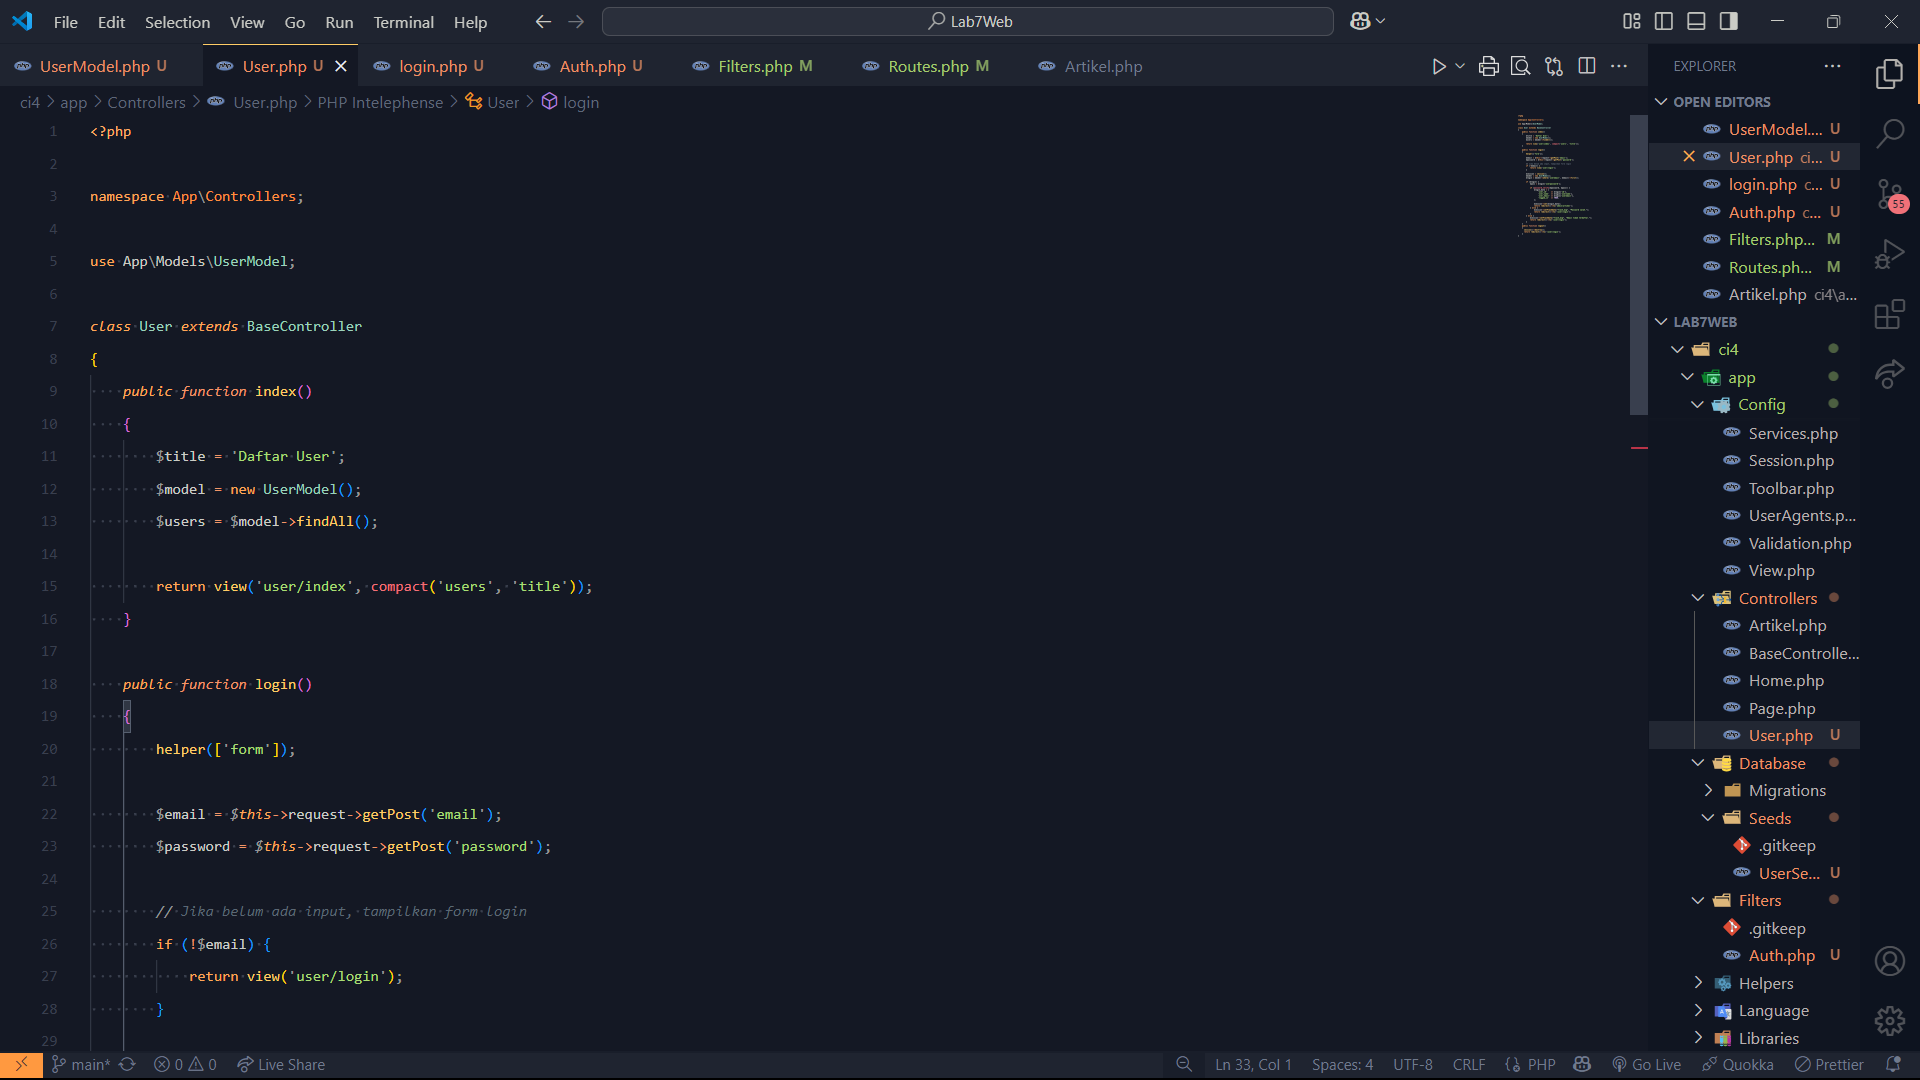 File Edit Selection View Go Run Terminal Help
Lab7Web
UserModel.php U
User.php U
login.php U
Auth.php U
Filters.php M
Routes.php M
Artikel.php
ci4 > app > Controllers > User.php > PHP Intelephense > User > login
1 <?php
2
3 namespace App\Controllers;
4
5 use App\Models\UserModel;
6
7 class User extends BaseController
8 {
9 public function index()
10 {
11 $title = 'Daftar User';
12 $model = new UserModel();
13 $users = $model->findAll();
14
15 return view('user/index', compact('users', 'title'));
16 }
17
18 public function login()
19 {
20 helper(['form']);
21
22 $email = $this->request->getPost('email');
23 $password = $this->request->getPost('password');
24
25 // Jika belum ada input, tampilkan form login
26 if (!$email) {
27 return view('user/login');
28 }
29
EXPLORER
OPEN EDITORS
UserModel.... U
User.php ci... U
login.php c... U
Auth.php c... U
Filters.php... M
Routes.ph... M
Artikel.php ci4\a...
LAB7WEB
ci4
app
Config
Services.php
Session.php
Toolbar.php
UserAgents.p...
Validation.php
View.php
Controllers
Artikel.php
BaseControlle...
Home.php
Page.php
User.php U
Database
Migrations
Seeds
.gitkeep
UserSe... U
Filters
.gitkeep
Auth.php U
Helpers
Language
Libraries
55
main* 0 0 Live Share
Ln 33, Col 1 Spaces: 4 UTF-8 CRLF {} PHP Go Live Quokka Prettier